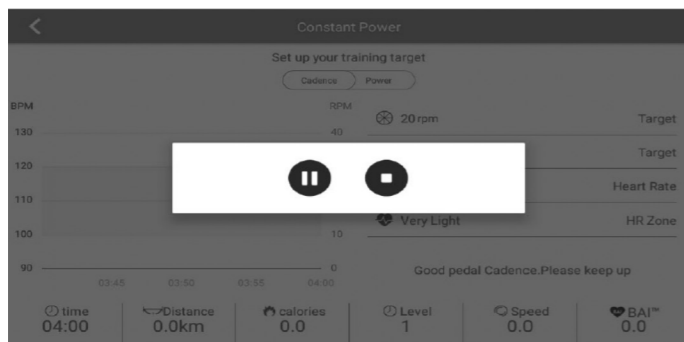 Constant Power
Set up your training target
Cadence Power
BPM RPM
130 40
20 rpm Target
120
Target
110
Heart Rate
100 10
Very Light HR Zone
90 0
03:45 03:50 03:55 04:00
Good pedal Cadence.Please keep up
time Distance calories Level Speed BAI™
04:00 0.0km 0.0 1 0.0 0.0